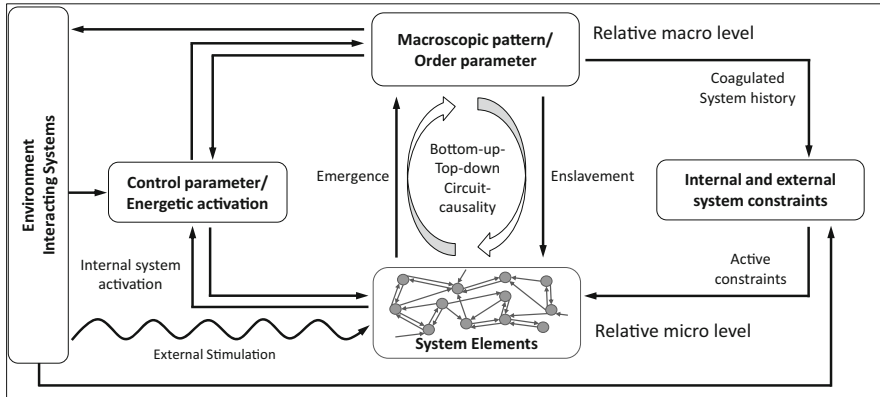 Environment
Interacting Systems
Macroscopic pattern/
Order parameter
Relative macro level
Coagulated
System history
Control parameter/
Energetic activation
Emergence
Bottom-up-
Top-down
Circuit-
causality
Enslavement
Internal and external
system constraints
Internal system
activation
Active
constraints
External Stimulation
System Elements
Relative micro level